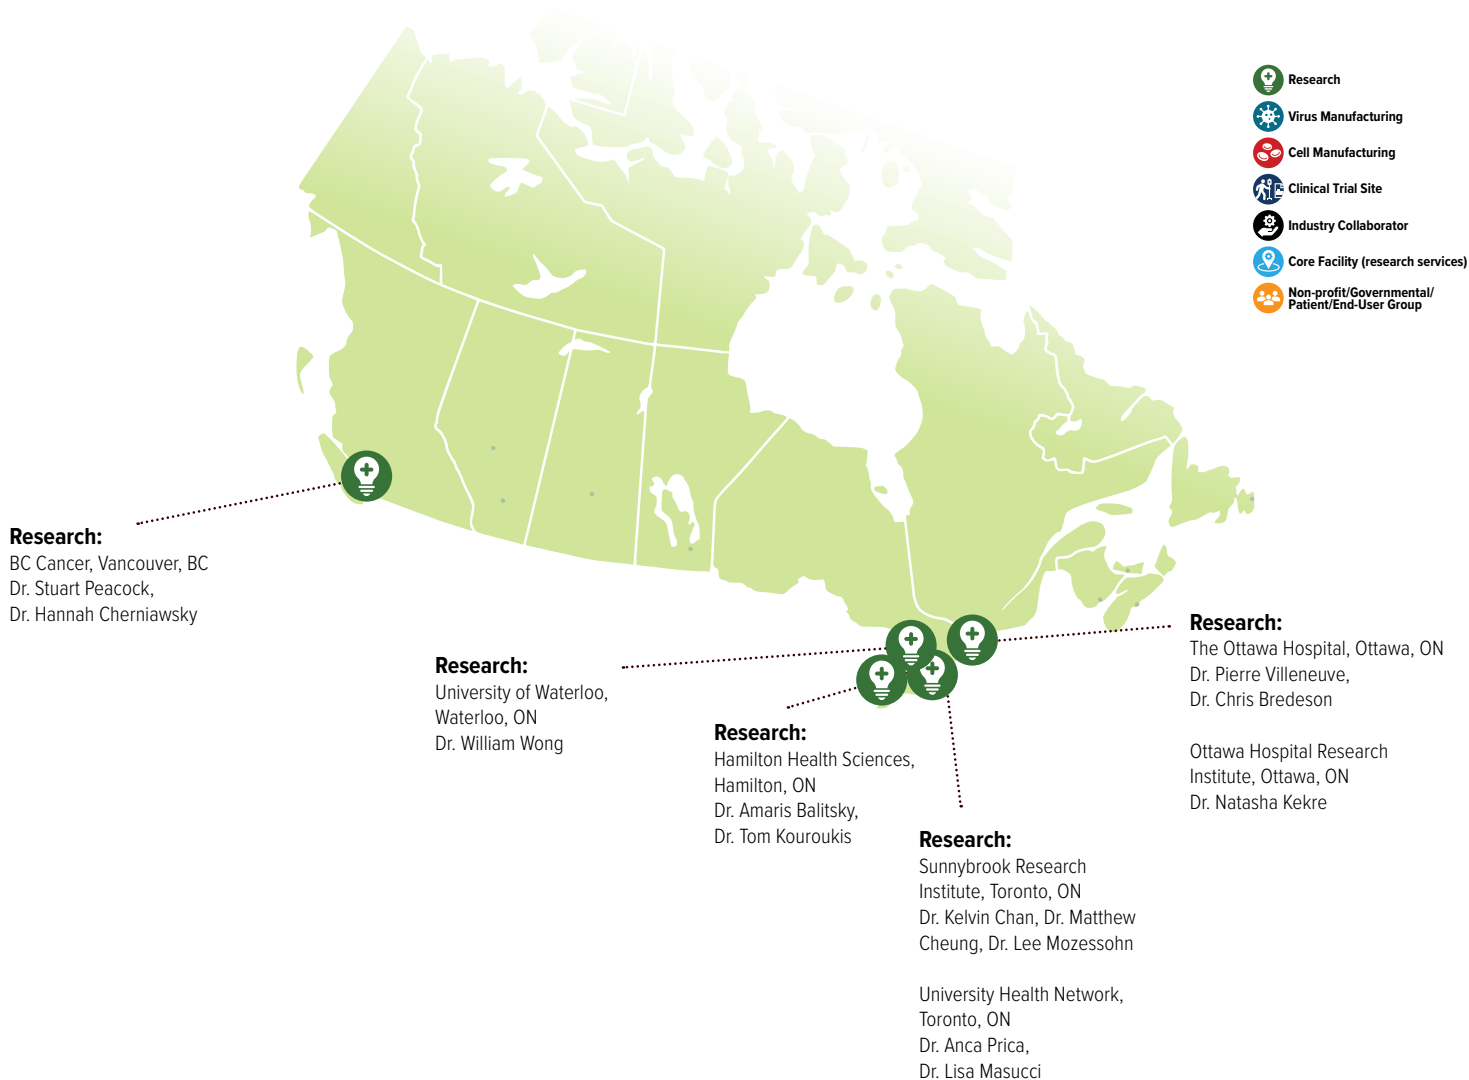 Research
Virus Manufacturing
Cell Manufacturing
Clinical Trial Site
Industry Collaborator
Core Facility (research services)
Non-profit/Governmental/
Patient/End-User Group
Research:
BC Cancer, Vancouver, BC
Dr. Stuart Peacock,
Dr. Hannah Cherniawsky
Research:
University of Waterloo,
Waterloo, ON
Dr. William Wong
Research:
Hamilton Health Sciences,
Hamilton, ON
Dr. Amaris Balitsky,
Dr. Tom Kouroukis
Research:
Sunnybrook Research
Institute, Toronto, ON
Dr. Kelvin Chan, Dr. Matthew
Cheung, Dr. Lee Mozessohn
University Health Network,
Toronto, ON
Dr. Anca Prica,
Dr. Lisa Masucci
Research:
The Ottawa Hospital, Ottawa, ON
Dr. Pierre Villeneuve,
Dr. Chris Bredeson
Ottawa Hospital Research
Institute, Ottawa, ON
Dr. Natasha Kekre